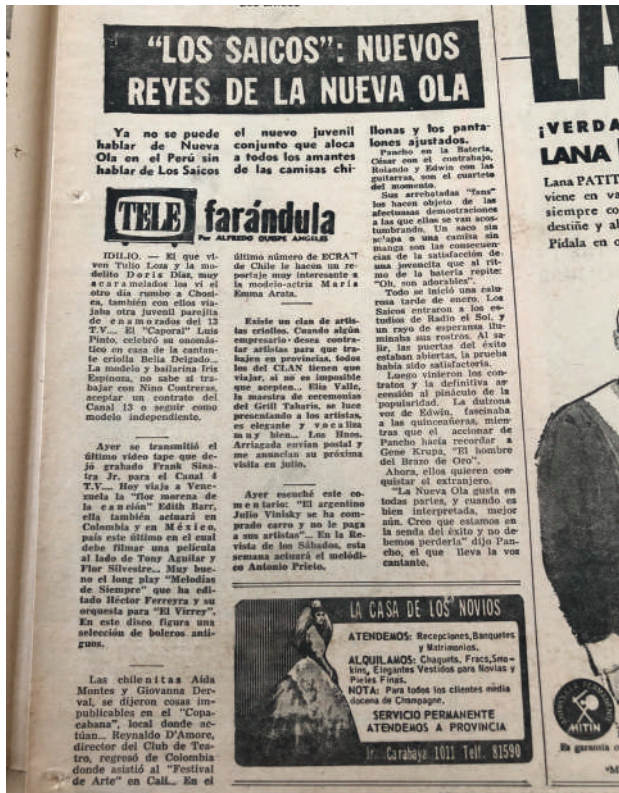 "LOS SAICOS": NUEVOS
REYES DE LA NUEVA OLA
Ya no se puede
hablar de Nueva
Ola en el Perú sin
hablar de Los Saicos
el nuevo juvenil
conjunto que aloca
a todos los amantes
de las camisas chi-
llonas y los panta-
lones ajustados.
Pancho en la Batería,
César con el contrabajo,
Rolando y Edwin con las
guitarras, son el cuarteto
del momento.
Sus arrebatadas "fans"
los hacen objeto de las
afectuosas demostraciones
a las que ellos se van acos-
tumbrando. Un saco sin
solapa o una camisa sin
manga son las consecuen-
cias de la satisfacción de
una jovencita que al rit-
mo de la batería repite:
"Oh, son adorables".
Todo se inició una calu-
rosa tarde de enero. Los
Saicos entraron a los es-
tudios de Radio el Sol, y
un rayo de esperanza ilu-
minaba sus rostros. Al sa-
lir, las puertas del éxito
estaban abiertas, la prueba
había sido satisfactoria.
Luego vinieron los con-
tratos y la definitiva as-
censión al pináculo de la
popularidad. La dutrona
voz de Edwin, fascinaba
a las quinceañeras, mien-
tras que el accionar de
Pancho hacía recordar a
Gene Krupa, "El hombre
del Brazo de Oro".
Ahora, ellos quieren con-
quistar el extranjero.
"La Nueva Ola gusta en
todas partes, y cuando es
bien interpretada, mejor
aún. Creo que estamos en
la senda del éxito y no de-
bemos perderla" dijo Pan-
cho, el que lleva la voz
cantante.
TELE farándula
Por ALFREDO QUISPE ANGELES
IDILIO. — El que vi-
ven Tulio Loza y la mo-
delito Doris Díaz, muy
acaramelados los vi el
otro día rumbo a Chosi-
ca, también con ellos via-
jaba otra juvenil parejita
de enamorados del 13
T.V.... El "Caporal" Luis
Pinto, celebró su onomás-
tico en casa de la cantan-
te criolla Bella Delgado...
La modelo y bailarina Iris
Espinoza, no sabe si tra-
bajar con Nino Contreras,
aceptar un contrato del
Canal 13 o seguir como
modelo independiente.
Ayer se transmitió el
último video tape que de-
jó grabado Frank Sina-
tra Jr. para el Canal 4
T.V.... Hoy viaja a Vene-
zuela la "flor morena de
la canción" Edith Barr,
ella también actuará en
Colombia y en México,
país este último en el cual
debe filmar una película
al lado de Tony Aguilar y
Flor Silvestre... Muy bue-
no el long play "Melodías
de Siempre" que ha edi-
tado Héctor Ferreyra y su
orquesta para "El Virrey".
En este disco figura una
selección de boleros anti-
guos.
Las chilenitas Aída
Montes y Giovanna Der-
val, se dijeron cosas im-
publicables en el "Copa-
cabana", local donde ac-
túan... Reynaldo D'Amore,
director del Club de Tea-
tro, regresó de Colombia
donde asistió al "Festival
de Arte" en Cali... En el
último número de ECRAT
de Chile le hacen un re-
portaje muy interesante a
la modelo-actriz María
Emma Arata.
Existe un clan de artis-
tas criollos. Cuando algún
empresario desea contra-
tar artistas para que tra-
bajen en provincias, todos
los del CLAN tienen que
viajar, si no es imposible
que acepten... Elía Valle,
la maestra de ceremonias
del Grill Tabaris, se luce
presentando a los artistas,
es elegante y vocaliza
muy bien... Los Hnos.
Arriagada envían postal y
me anuncian su próxima
visita en julio.
Ayer escuché este co-
mentario: "El argentino
Julio Vinisky se ha com-
prado carro y no le paga
a sus artistas"... En la Re-
vista de los Sábados, esta
semana actuará el melódi-
co Antonio Prieto.
LA CASA DE LOS NOVIOS
ATENDEMOS: Recepciones, Banquetes
y Matrimonios.
ALQUILAMOS: Chaquets, Fracs, Smo-
kins, Elegantes Vestidos para Novias y
Pieles Finas.
NOTA: Para todos los clientes media
docena de Champagne.
SERVICIO PERMANENTE
ATENDEMOS A PROVINCIA
Jr. Carabaya 1011 Telf. 81590
LA
¡VERDA
LANA
Lana PATIT
viene en va
siempre co
destiñe y ab
Pídala en c
MITIN
Es garantía c